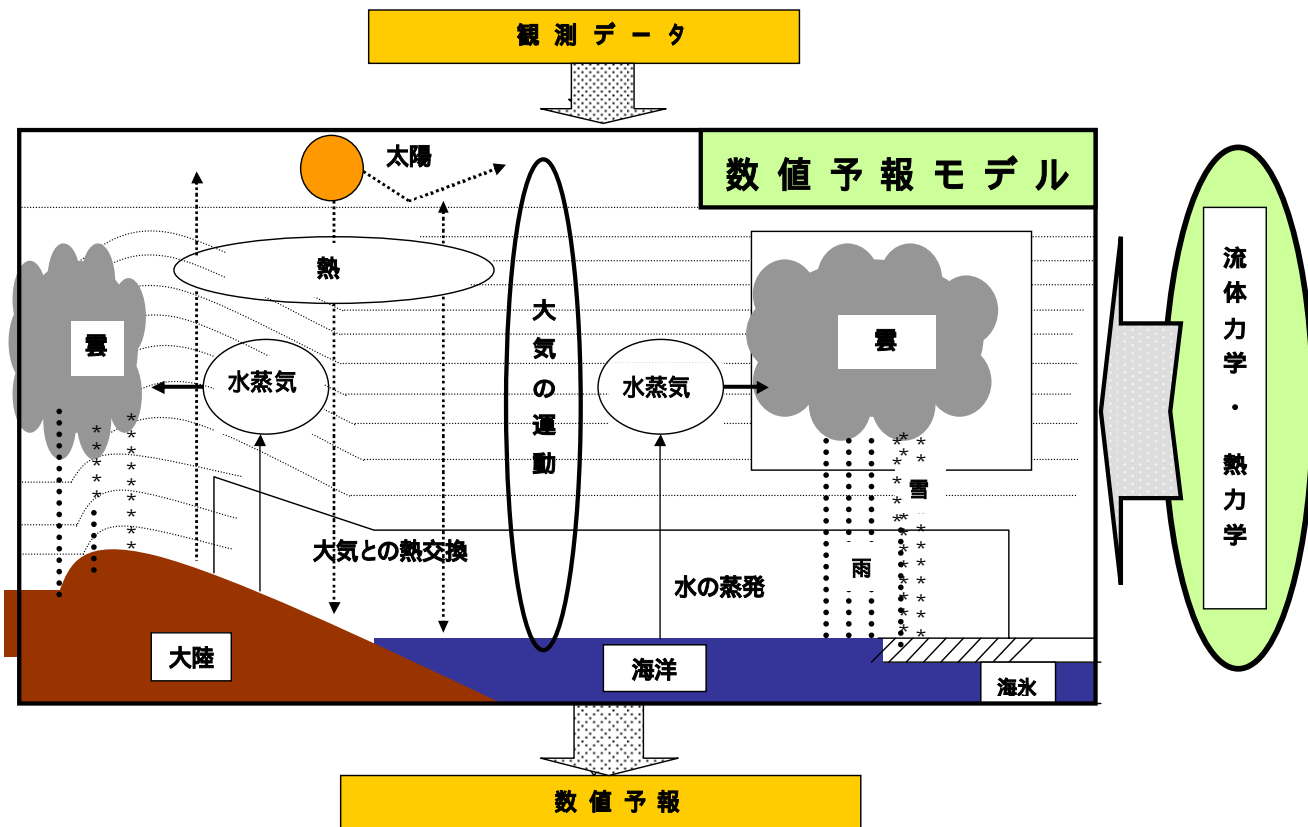 観測データ
太陽
数値予報モデル
熱
流体力学・熱力学
大気の運動
雲
雲
水蒸気
水蒸気
雪
大気との熱交換
雨
水の蒸発
大陸
海洋
海氷
数値予報